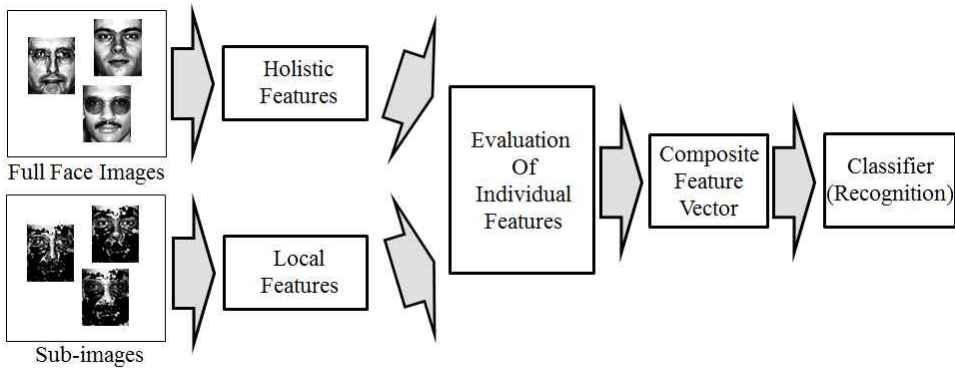 Full Face Images
Holistic
Features
Sub-images
Local
Features
Evaluation
Of
Individual
Features
Composite
Feature
Vector
Classifier
(Recognition)